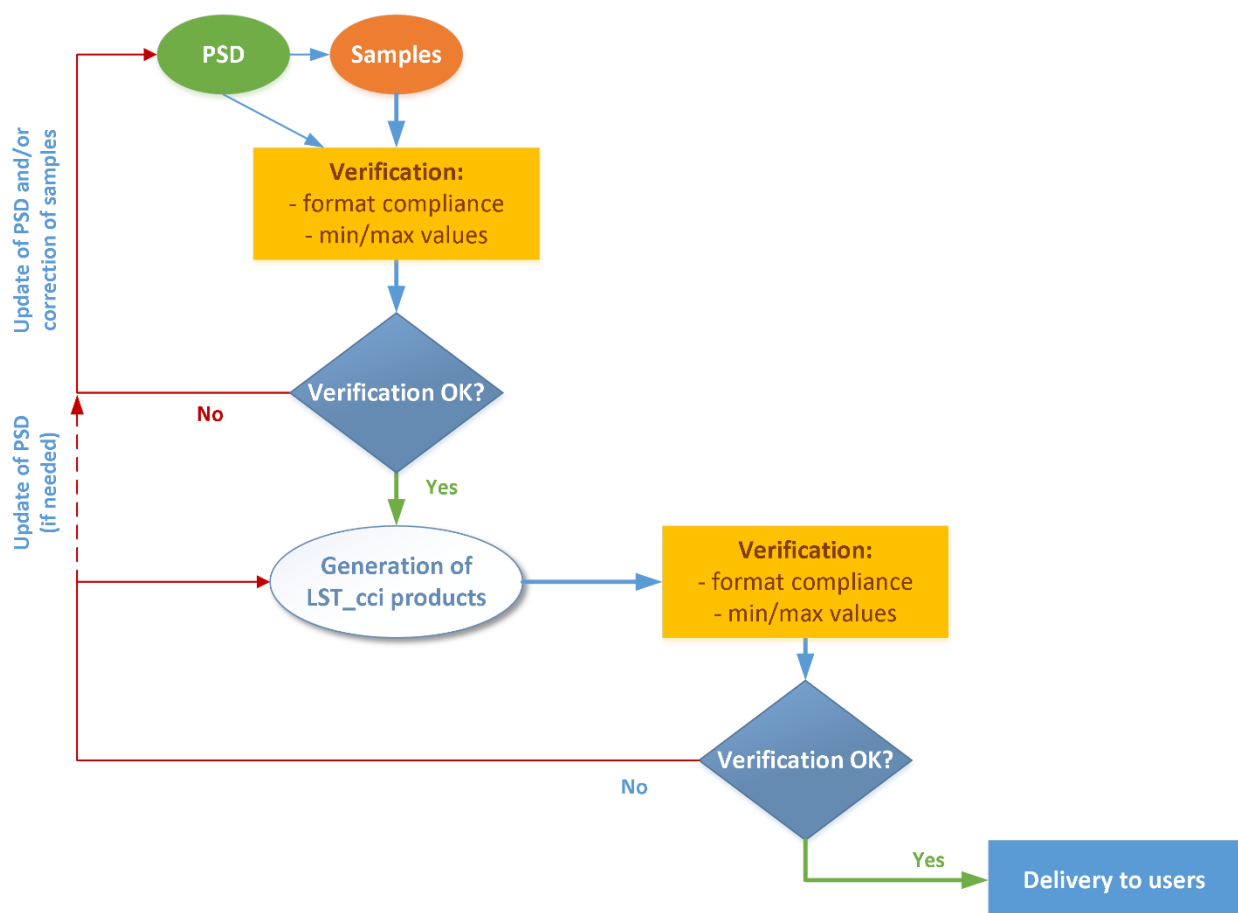 PSD
Samples
Update of PSD and/or
correction of samples
Verification:
- format compliance
- min/max values
Verification OK?
No
Yes
Update of PSD
(if needed)
Generation of
LST_cci products
Verification:
- format compliance
- min/max values
Verification OK?
No
Yes
Delivery to users